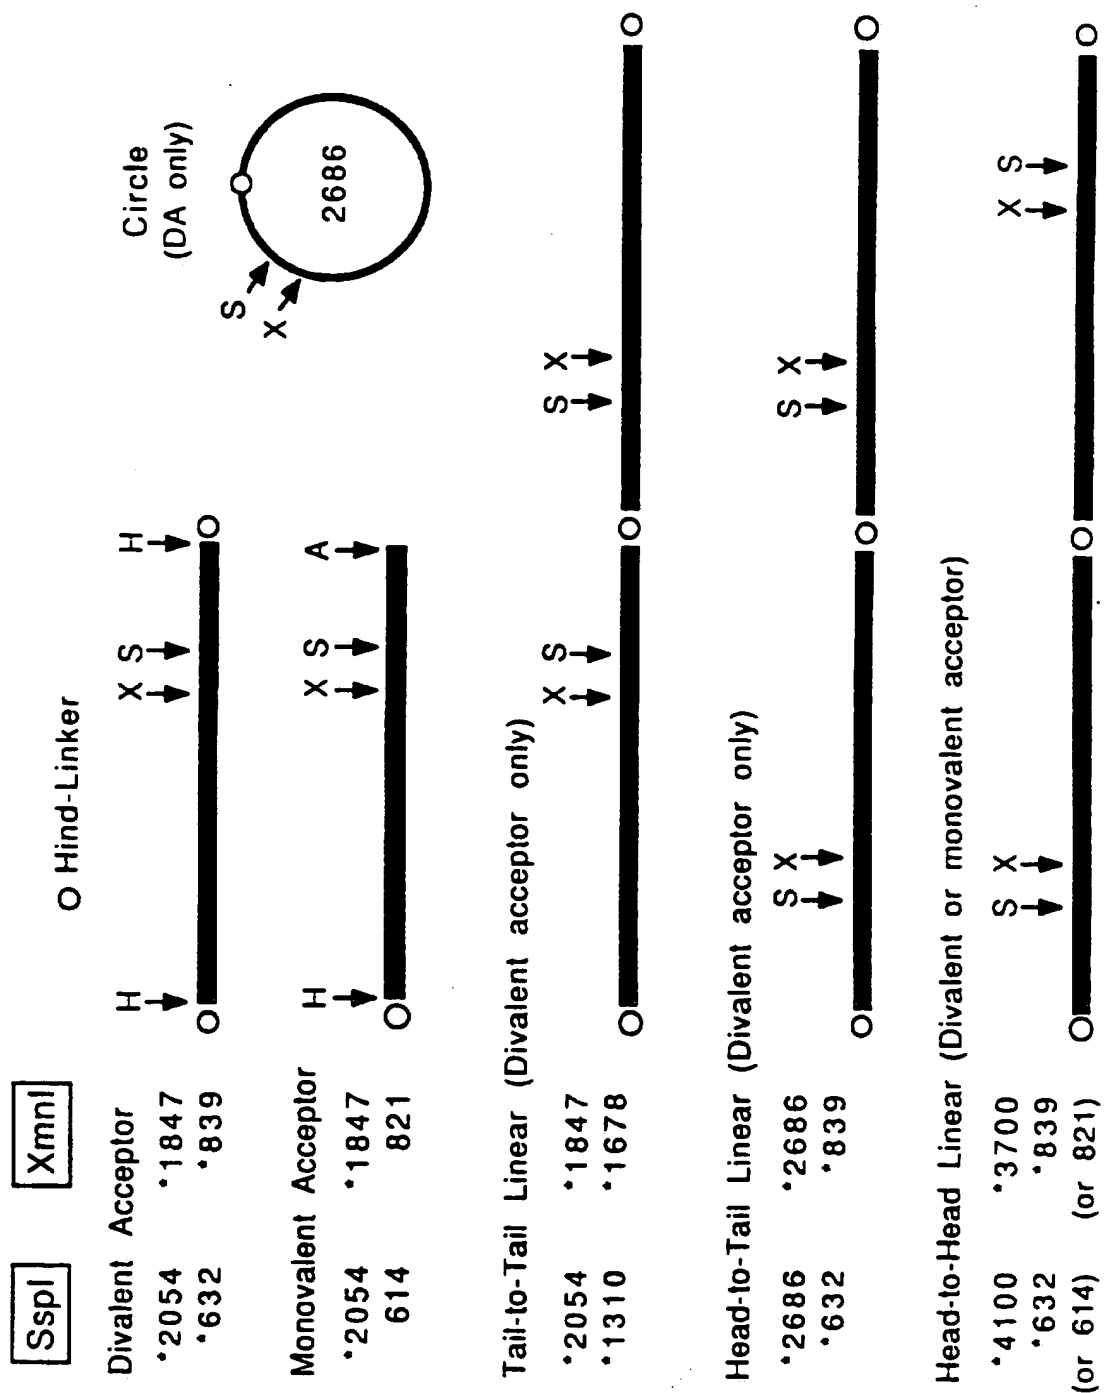 SspI XmnI
O Hind-Linker
Circle
(DA only)
S
X
2686
Divalent Acceptor
*2054 *1847
*632 *839
H X S H
Monovalent Acceptor
*2054 *1847
614 821
H X S A
Tail-to-Tail Linear (Divalent acceptor only)
*2054 *1847
*1310 *1678
X S S X
Head-to-Tail Linear (Divalent acceptor only)
*2686 *2686
*632 *839
S X S X
Head-to-Head Linear (Divalent or monovalent acceptor)
*4100 *3700
*632 *839
(or 614) (or 821)
S X X S